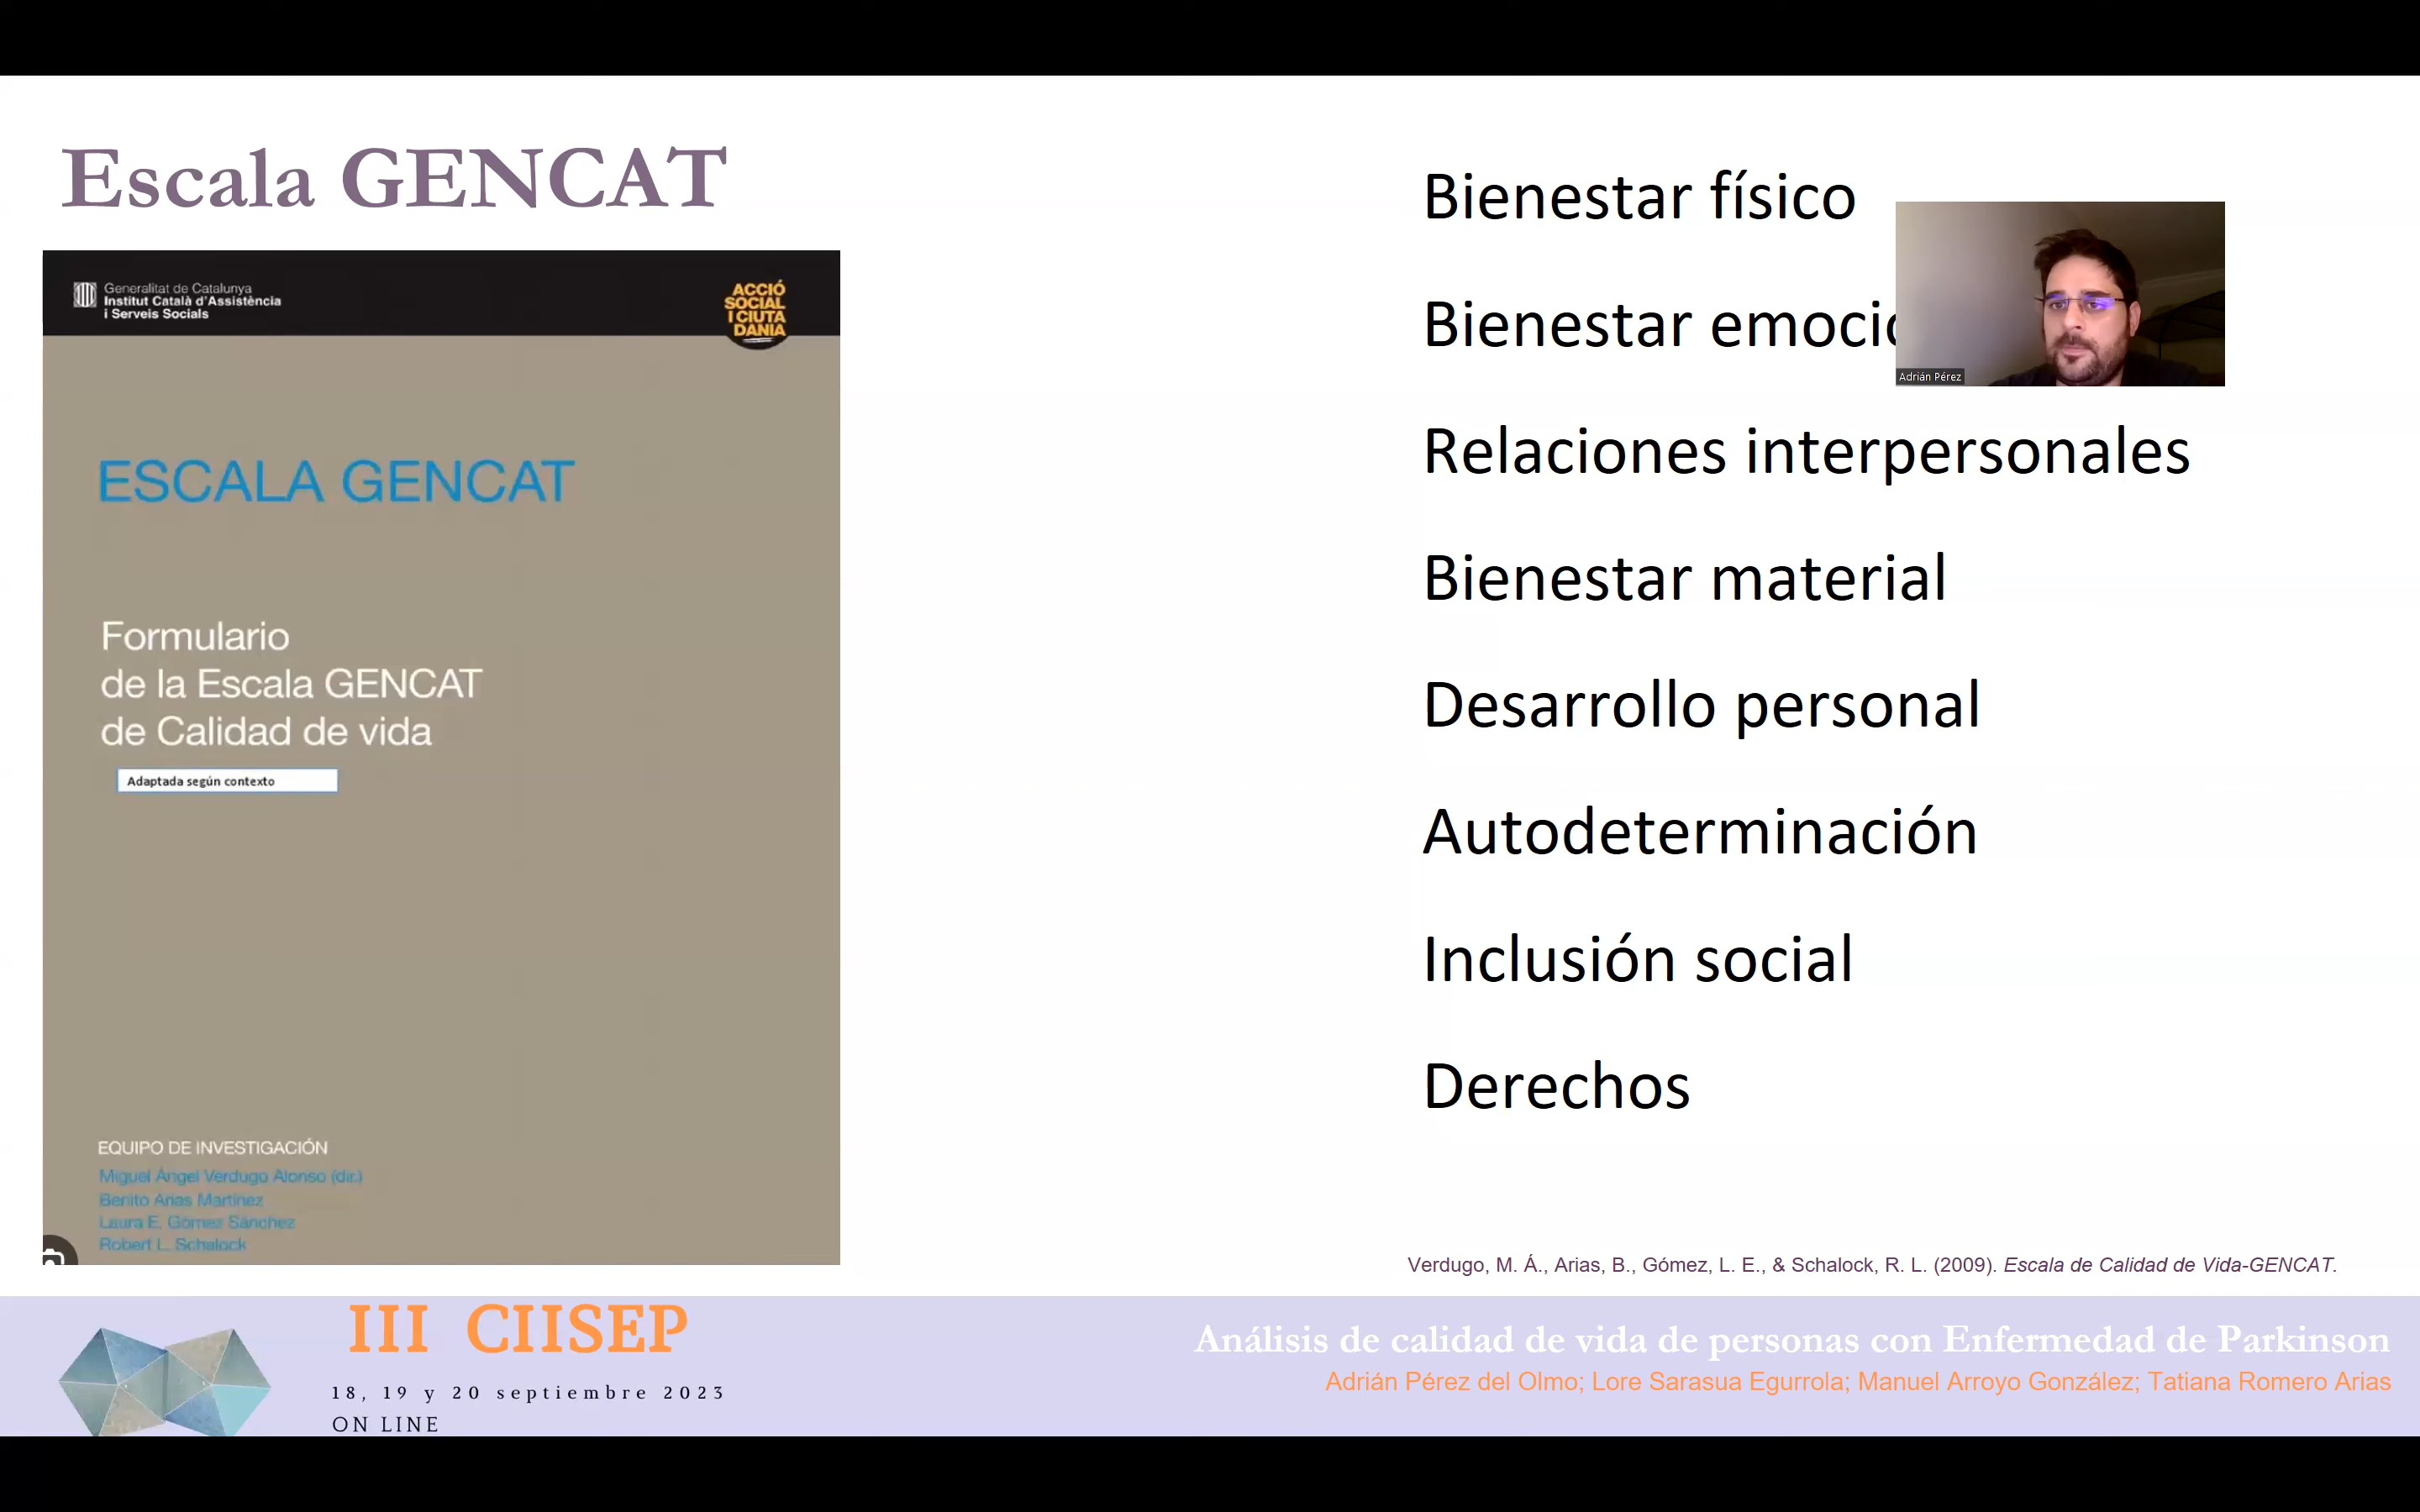 Escala GENCAT
Generalitat de Catalunya
Institut Català d'Assistència
i Serveis Socials
ACCIÓ
SOCIAL
I CIUTA
DANIA
ESCALA GENCAT
Formulario
de la Escala GENCAT
de Calidad de vida
Adaptada según contexto
EQUIPO DE INVESTIGACIÓN
Miguel Ángel Verdugo Alonso (dir.)
Benito Arias Martínez
Laura E. Gómez Sánchez
Robert L. Schalock
Bienestar físico
Bienestar
Adrián Pérez
Relaciones interpersonales
Bienestar material
Desarrollo personal
Autodeterminación
Inclusión social
Derechos
Verdugo, M. Á., Arias, B., Gómez, L. E., & Schalock, R. L. (2009). Escala de Calidad de Vida-GENCAT.
III CIISEP
18, 19 y 20 septiembre 2023
ON LINE
Análisis de calidad de vida de personas con Enfermedad de Parkinson
Adrián Pérez del Olmo; Lore Sarasua Egurrola; Manuel Arroyo González; Tatiana Romero Arias